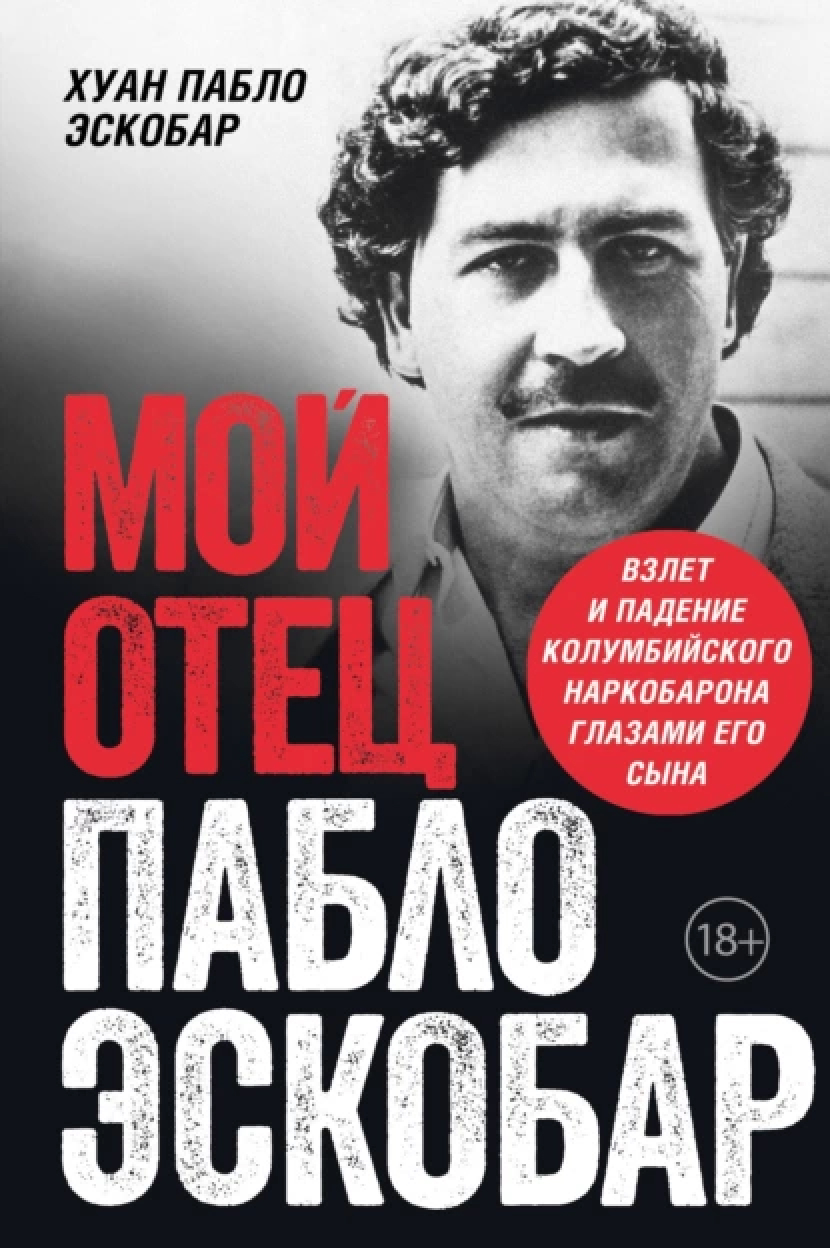 ХУАН ПАБЛО
ЭСКОБАР
МОЙ
ОТЕЦ
ПАБЛО
ЭСКОБАР
ВЗЛЕТ
И ПАДЕНИЕ
КОЛУМБИЙСКОГО
НАРКОБАРОНА
ГЛАЗАМИ ЕГО
СЫНА
18+